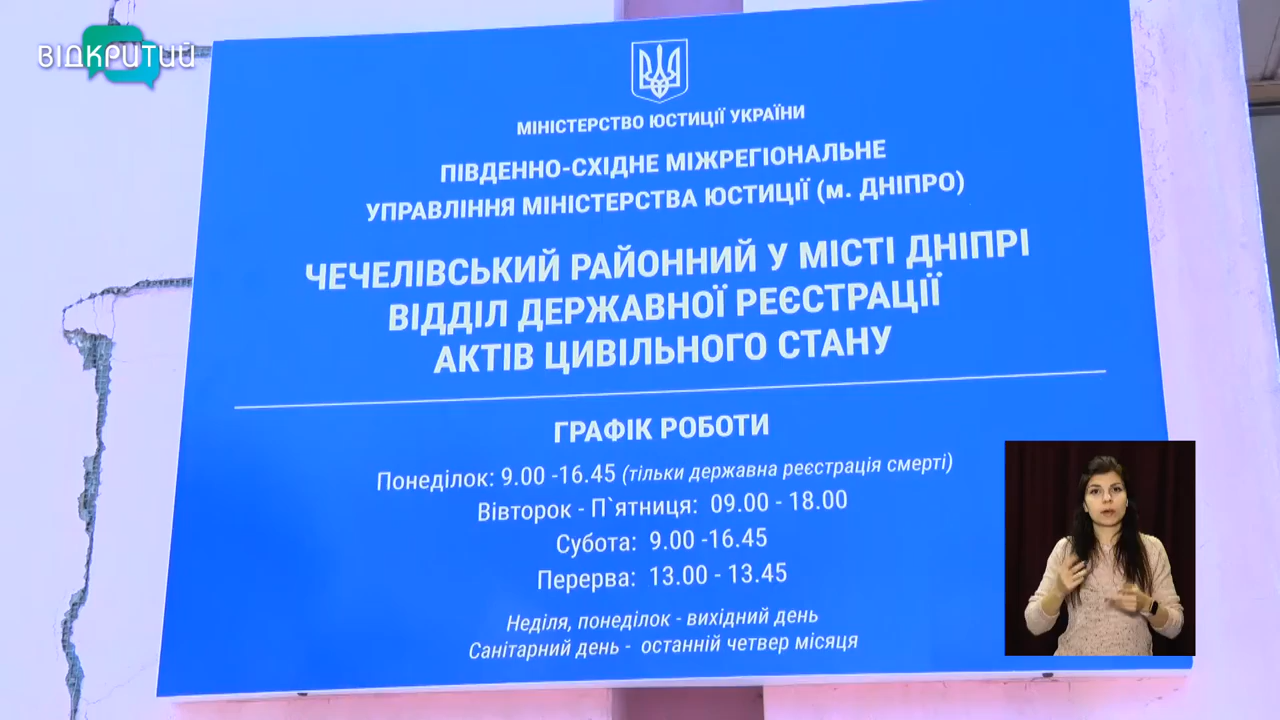 ВІДКРИТИЙ
МІНІСТЕРСТВО ЮСТИЦІЇ УКРАЇНИ
ПІВДЕННО-СХІДНЕ МІЖРЕГІОНАЛЬНЕ
УПРАВЛІННЯ МІНІСТЕРСТВА ЮСТИЦІЇ (м. ДНІПРО)
ЧЕЧЕЛІВСЬКИЙ РАЙОННИЙ У МІСТІ ДНІПРІ
ВІДДІЛ ДЕРЖАВНОЇ РЕЄСТРАЦІЇ
АКТІВ ЦИВІЛЬНОГО СТАНУ
ГРАФІК РОБОТИ
Понеділок: 9.00 -16.45 (тільки державна реєстрація смерті)
Вівторок - П`ятниця: 09.00 - 18.00
Субота: 9.00 -16.45
Перерва: 13.00 - 13.45
Неділя, понеділок - вихідний день
Санітарний день - останній четвер місяця